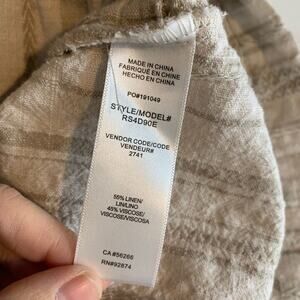 MADE IN CHINA
FABRIQUÉ EN CHINE
HECHO EN CHINA
PO#191049
STYLE/MODEL#
RS4D90E
VENDOR CODE/CODE
VENDEUR#
2741
55% LINEN/
LIN/LINO
45% VISCOSE/
VISCOSE/VISCOSA
CA#56266
RN#92874